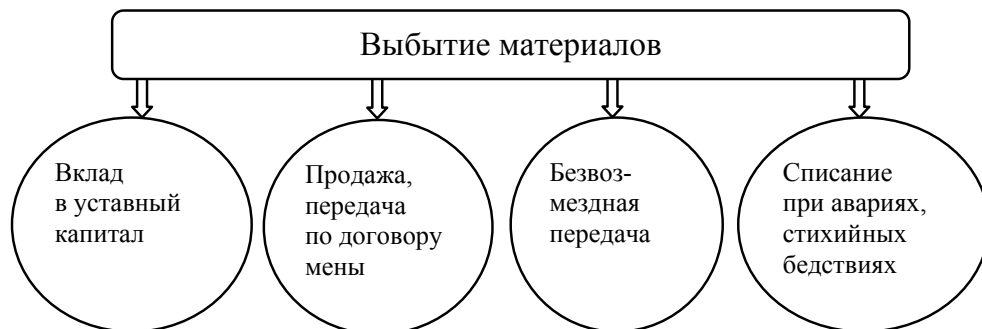 Выбытие материалов
Вклад
в уставный
капитал
Продажа,
передача
по договору
мены
Безвоз-
мездная
передача
Списание
при авариях,
стихийных
бедствиях